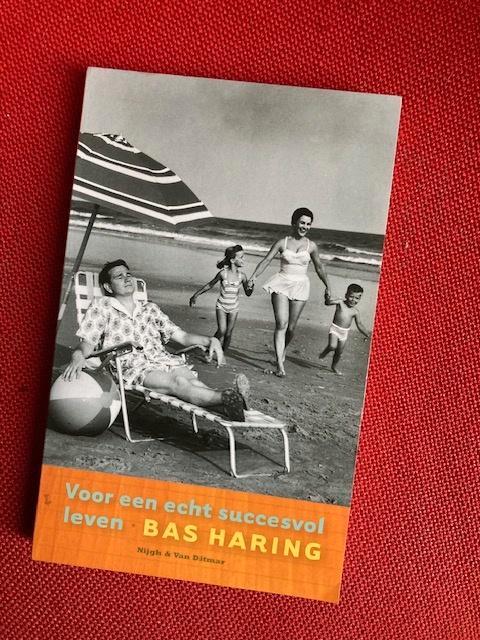 Voor een echt succesvol
leven · BAS HARING
Nijgh & Van Ditmar